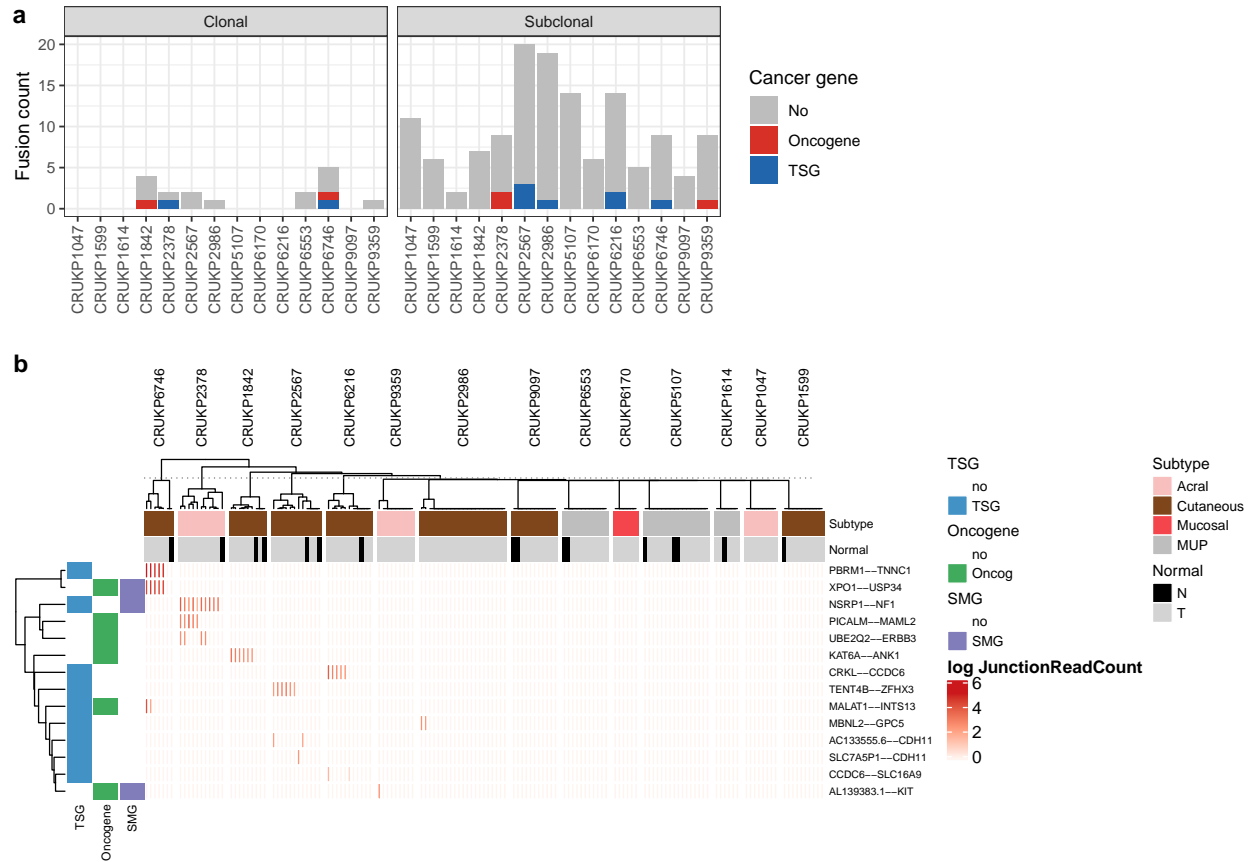 a
Clonal
Subclonal
Fusion count
20
15
10
5
0
CRUKP1047
CRUKP1599
CRUKP1614
CRUKP1842
CRUKP2378
CRUKP2567
CRUKP2986
CRUKP5107
CRUKP6170
CRUKP6216
CRUKP6553
CRUKP6746
CRUKP9097
CRUKP9359
CRUKP1047
CRUKP1599
CRUKP1614
CRUKP1842
CRUKP2378
CRUKP2567
CRUKP2986
CRUKP5107
CRUKP6170
CRUKP6216
CRUKP6553
CRUKP6746
CRUKP9097
CRUKP9359
Cancer gene
No
Oncogene
TSG
b
CRUKP6746
CRUKP2378
CRUKP1842
CRUKP2567
CRUKP6216
CRUKP9359
CRUKP2986
CRUKP9097
CRUKP6553
CRUKP6170
CRUKP5107
CRUKP1614
CRUKP1047
CRUKP1599
Subtype
Normal
PBRM1−−TNNC1
XPO1−−USP34
NSRP1−−NF1
PICALM−−MAML2
UBE2Q2−−ERBB3
KAT6A−−ANK1
CRKL−−CCDC6
TENT4B−−ZFHX3
MALAT1−−INTS13
MBNL2−−GPC5
AC133555.6−−CDH11
SLC7A5P1−−CDH11
CCDC6−−SLC16A9
AL139383.1−−KIT
TSG
Oncogene
SMG
TSG
no
TSG
Oncogene
no
Oncog
SMG
no
SMG
log JunctionReadCount
6
4
2
0
Subtype
Acral
Cutaneous
Mucosal
MUP
Normal
N
T